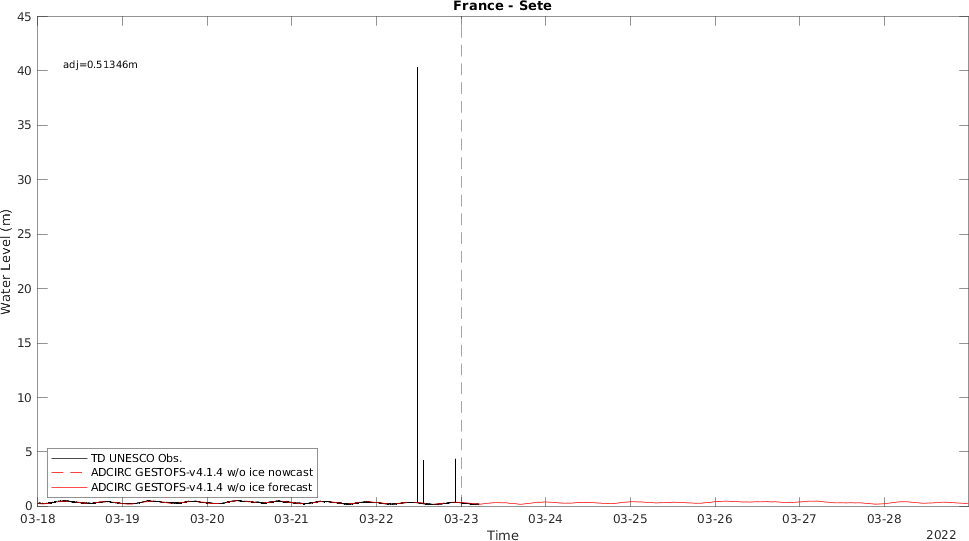 France - Sete
45
adj=0.51346m
40
35
30
25
20
15
10
5
0
Water Level (m)
TD UNESCO Obs.
ADCIRC GESTOFS-v4.1.4 w/o ice nowcast
ADCIRC GESTOFS-v4.1.4 w/o ice forecast
03-18 03-19 03-20 03-21 03-22 03-23 03-24 03-25 03-26 03-27 03-28
Time
2022